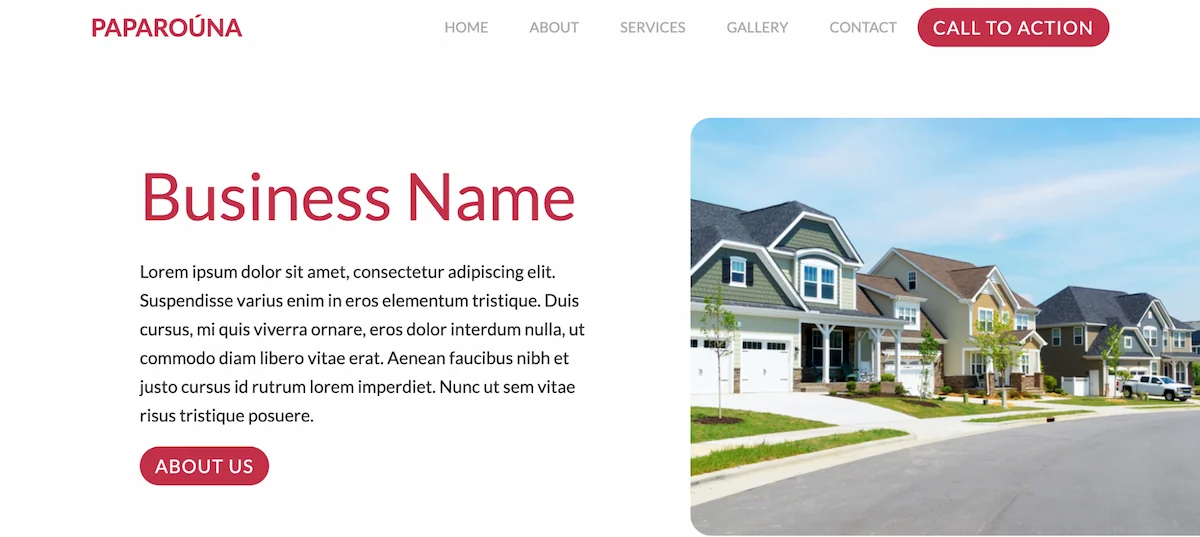 PAPAROÚNA
HOME
ABOUT
SERVICES
GALLERY
CONTACT
CALL TO ACTION
Business Name
Lorem ipsum dolor sit amet, consectetur adipiscing elit.
Suspendisse varius enim in eros elementum tristique. Duis
cursus, mi quis viverra ornare, eros dolor interdum nulla, ut
commodo diam libero vitae erat. Aenean faucibus nibh et
justo cursus id rutrum lorem imperdiet. Nunc ut sem vitae
risus tristique posuere.
ABOUT US